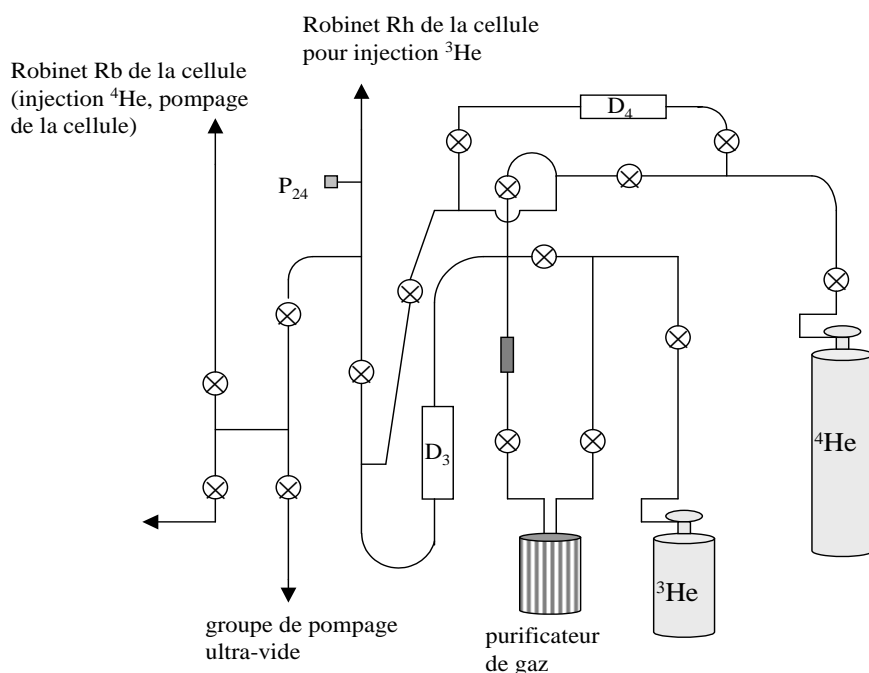 Robinet Rh de la cellule
pour injection ³He
Robinet Rb de la cellule
(injection ⁴He, pompage
de la cellule)
D₄
P₂₄
D₃
⁴He
³He
groupe de pompage
ultra-vide
purificateur
de gaz